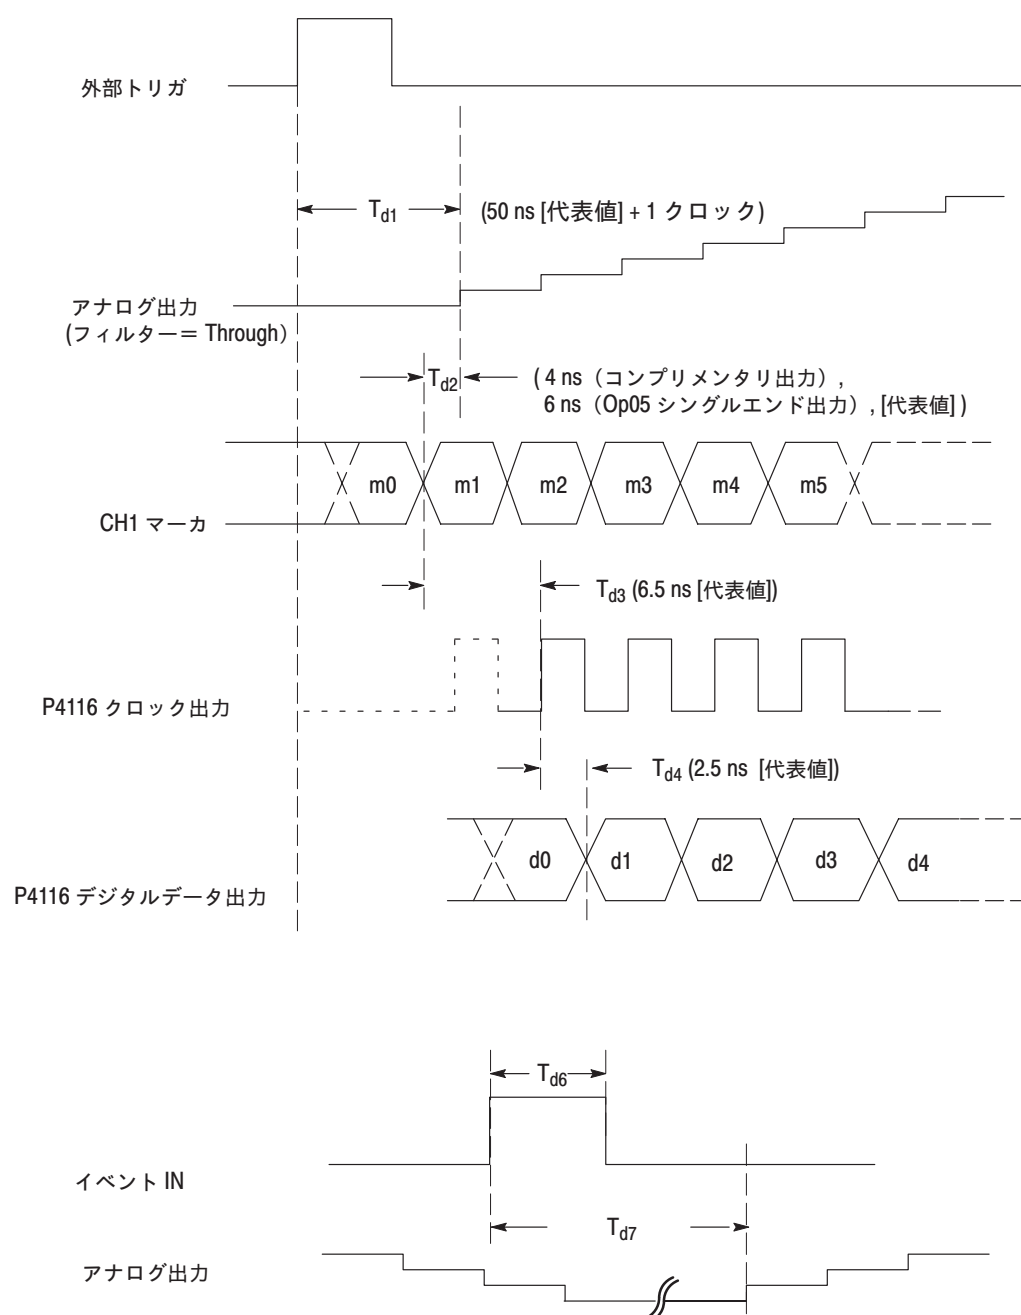 外部トリガ
Td1
(50 ns [代表値] + 1 クロック)
アナログ出力
(フィルター＝ Through）
Td2
( 4 ns（コンプリメンタリ出力）,
6 ns（Op05 シングルエンド出力）, [代表値] )
m0 m1 m2 m3 m4 m5
CH1 マーカ
Td3 (6.5 ns [代表値])
P4116 クロック出力
Td4 (2.5 ns [代表値])
d0 d1 d2 d3 d4
P4116 デジタルデータ出力
Td6
イベント IN
Td7
アナログ出力